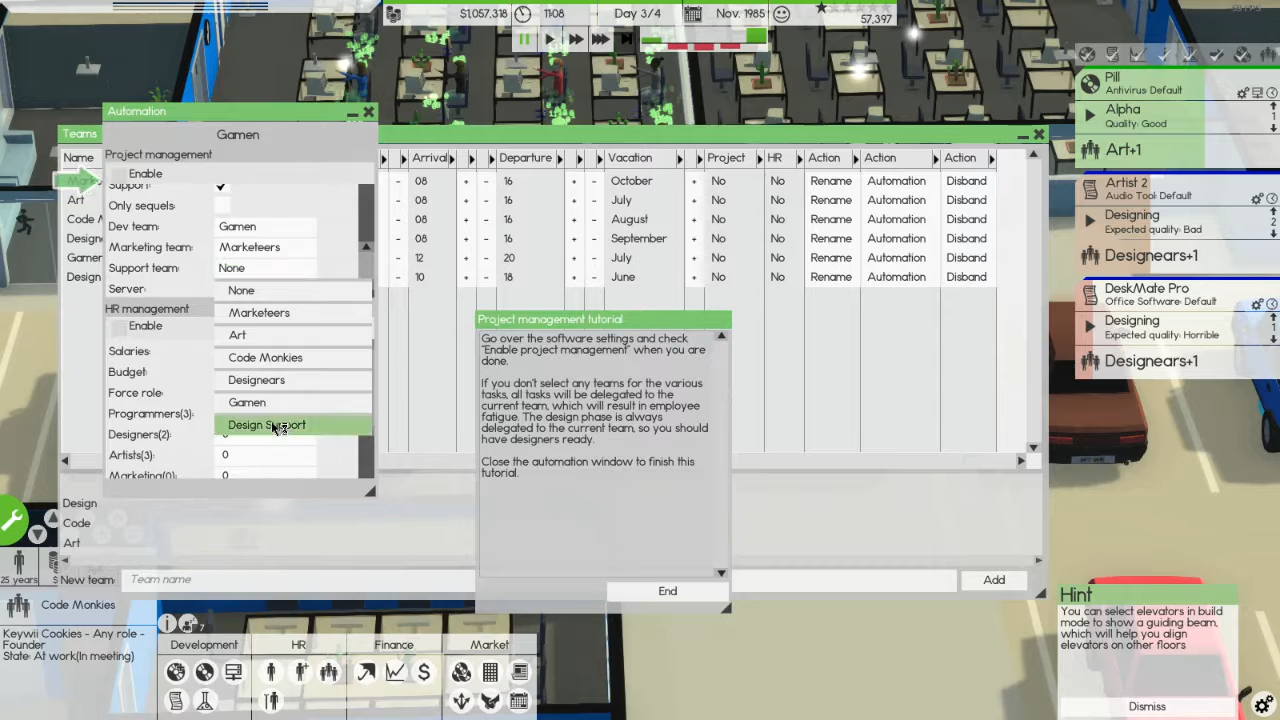 $1.057.318
1108
Day 3/4
Nov. 1985
57,397
Automation
Gamen
Project management
Enable
Support:
Only sequels:
Dev team: Gamen
Marketing team: Marketeers
Support team: None
Server:
None
Marketeers
Art
Code Monkies
Designears
Gamen
Design Support
HR management
Enable
Salaries:
Budget:
Force role:
Programmers(3):
Designers(2):
Artists(3): 0
Marketing(0): 0
Teams
Name Arrival Departure Vacation Project HR Action Action Action
- 08 + - 16 + - October No No Rename Automation Disband
Art 08 16 July No No Rename Automation Disband
Code M 08 16 August No No Rename Automation Disband
Design 08 16 September No No Rename Automation Disband
Gamer 12 20 July No No Rename Automation Disband
Design 10 18 June No No Rename Automation Disband
Project management tutorial
Go over the software settings and check
"Enable project management" when you are
done.
If you don't select any teams for the various
tasks, all tasks will be delegated to the
current team, which will result in employee
fatigue. The design phase is always
delegated to the current team, so you should
have designers ready.
Close the automation window to finish this
tutorial.
End
Design
Code
Art
New team Team name Add
25 years
Code Monkies
Keywii Cookies - Any role -
Founder
State: At work(In meeting)
7
Development HR Finance Market
Pill
Antivirus: Default
Alpha
Quality: Good
1
Art+1
Artist 2
Audio Tool: Default
Designing
Expected quality: Bad
2
Designears+1
DeskMate Pro
Office Software: Default
Designing
Expected quality: Horrible
1
Designears+1
Hint
You can select elevators in build
mode to show a guiding beam,
which will help you align
elevators on other floors
Dismiss